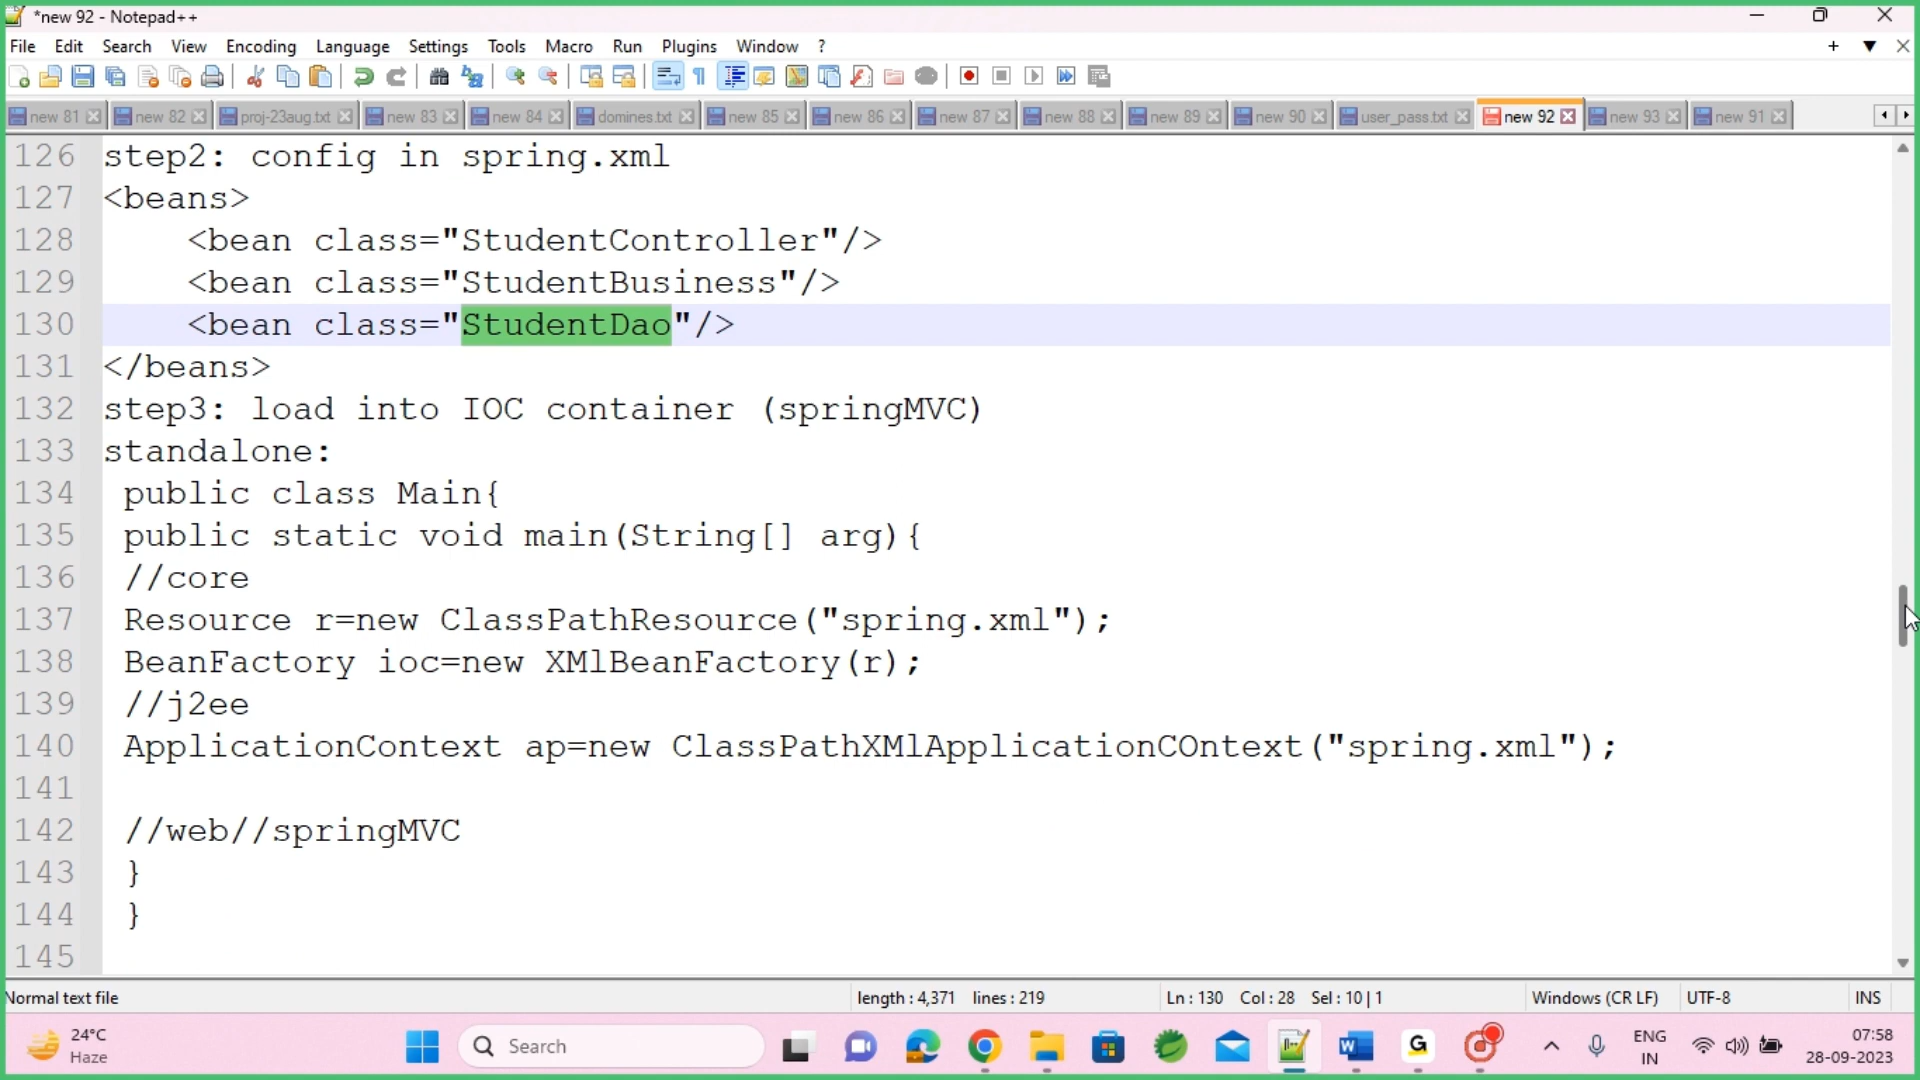 *new 92 - Notepad++
File Edit Search View Encoding Language Settings Tools Macro Run Plugins Window ?
new 81 new 82 proj-23aug.txt new 83 new 84 domines.txt new 85 new 86 new 87 new 88 new 89 new 90 user_pass.txt new 92 new 93 new 91
126 step2: config in spring.xml
127 <beans>
128 <bean class="StudentController"/>
129 <bean class="StudentBusiness"/>
130 <bean class="StudentDao"/>
131 </beans>
132 step3: load into IOC container (springMVC)
133 standalone:
134 public class Main{
135 public static void main(String[] arg){
136 //core
137 Resource r=new ClassPathResource("spring.xml");
138 BeanFactory ioc=new XMlBeanFactory(r);
139 //j2ee
140 ApplicationContext ap=new ClassPathXMlApplicationCOntext("spring.xml");
141
142 //web//springMVC
143 }
144 }
145
Normal text file length : 4,371 lines : 219 Ln : 130 Col : 28 Sel : 10 | 1 Windows (CR LF) UTF-8 INS
24°C
Haze
Search
ENG
IN
07:58
28-09-2023